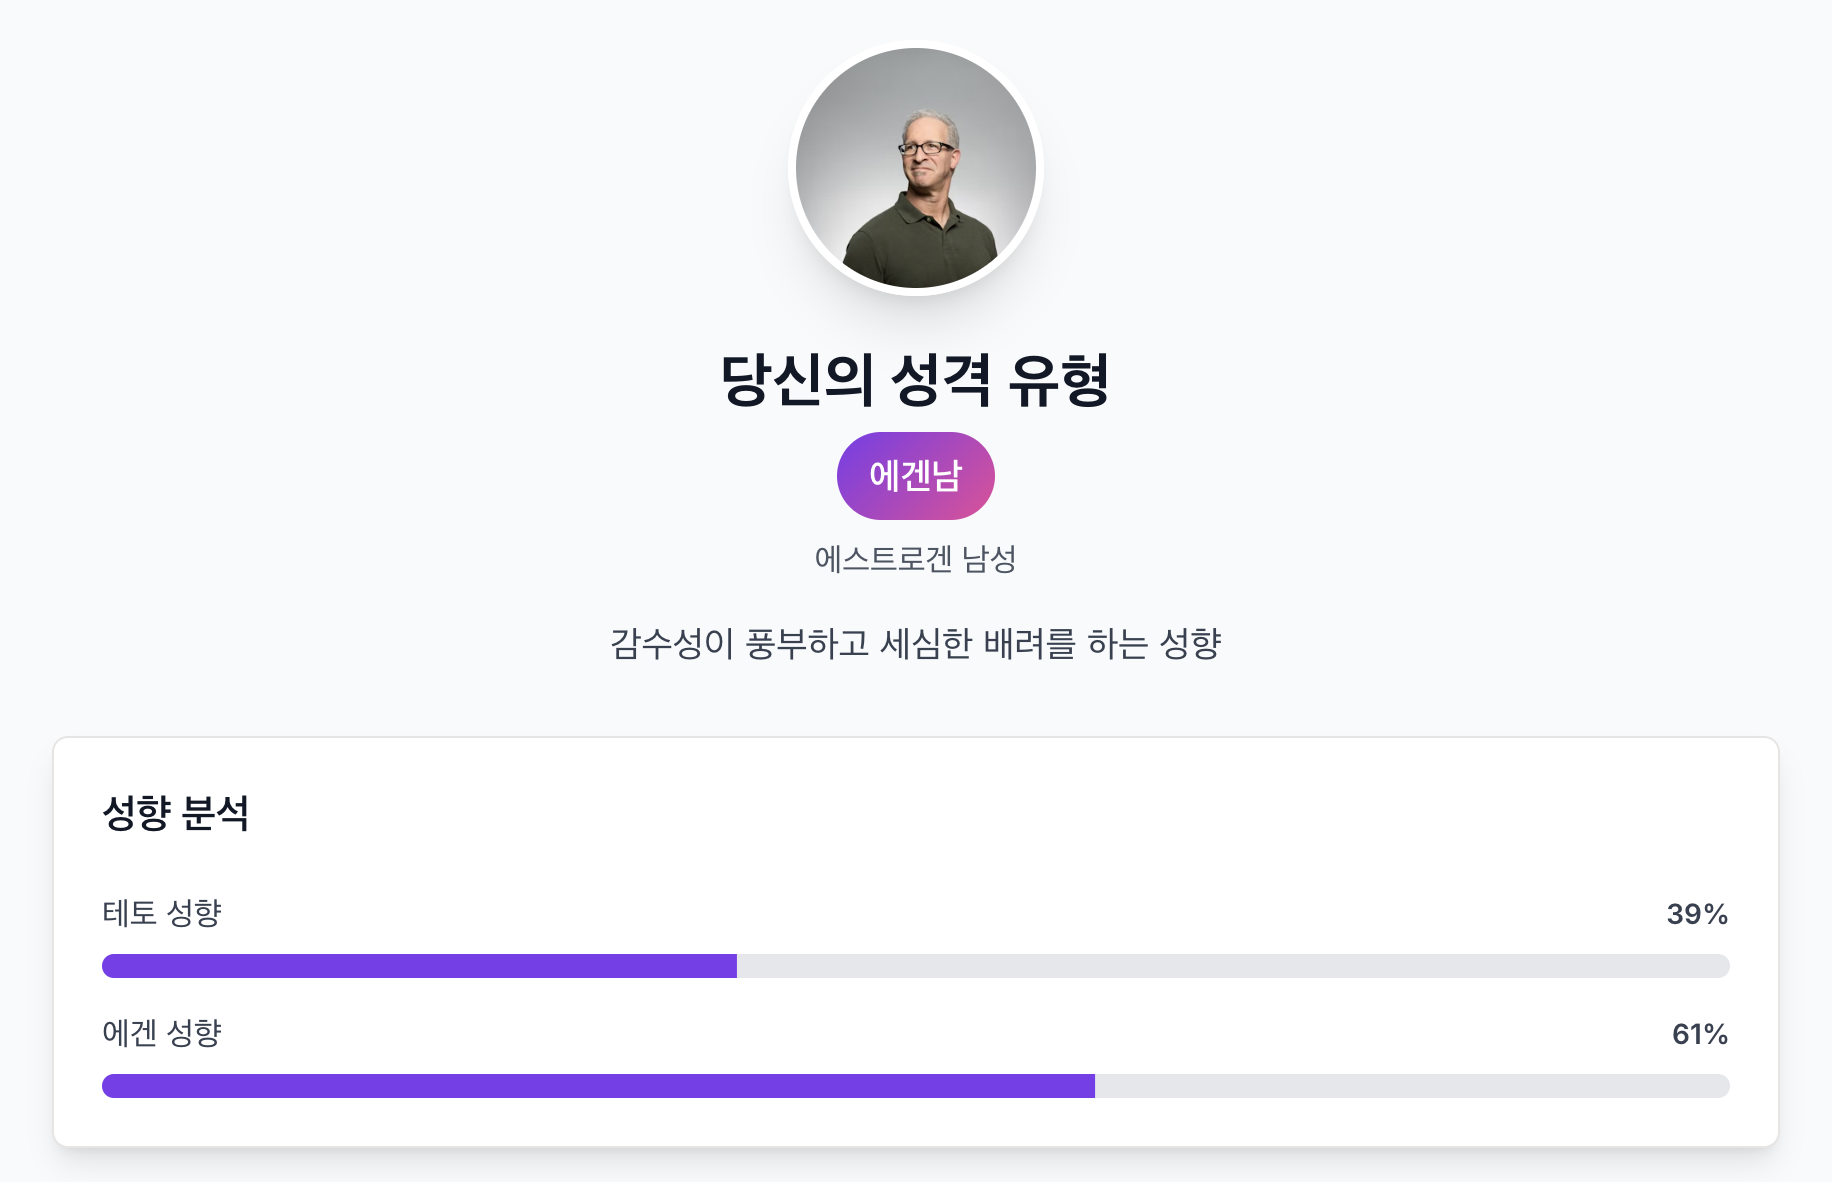 당신의 성격 유형
에겐남
에스트로겐 남성
감수성이 풍부하고 세심한 배려를 하는 성향
성향 분석
테토 성향 39%
에겐 성향 61%